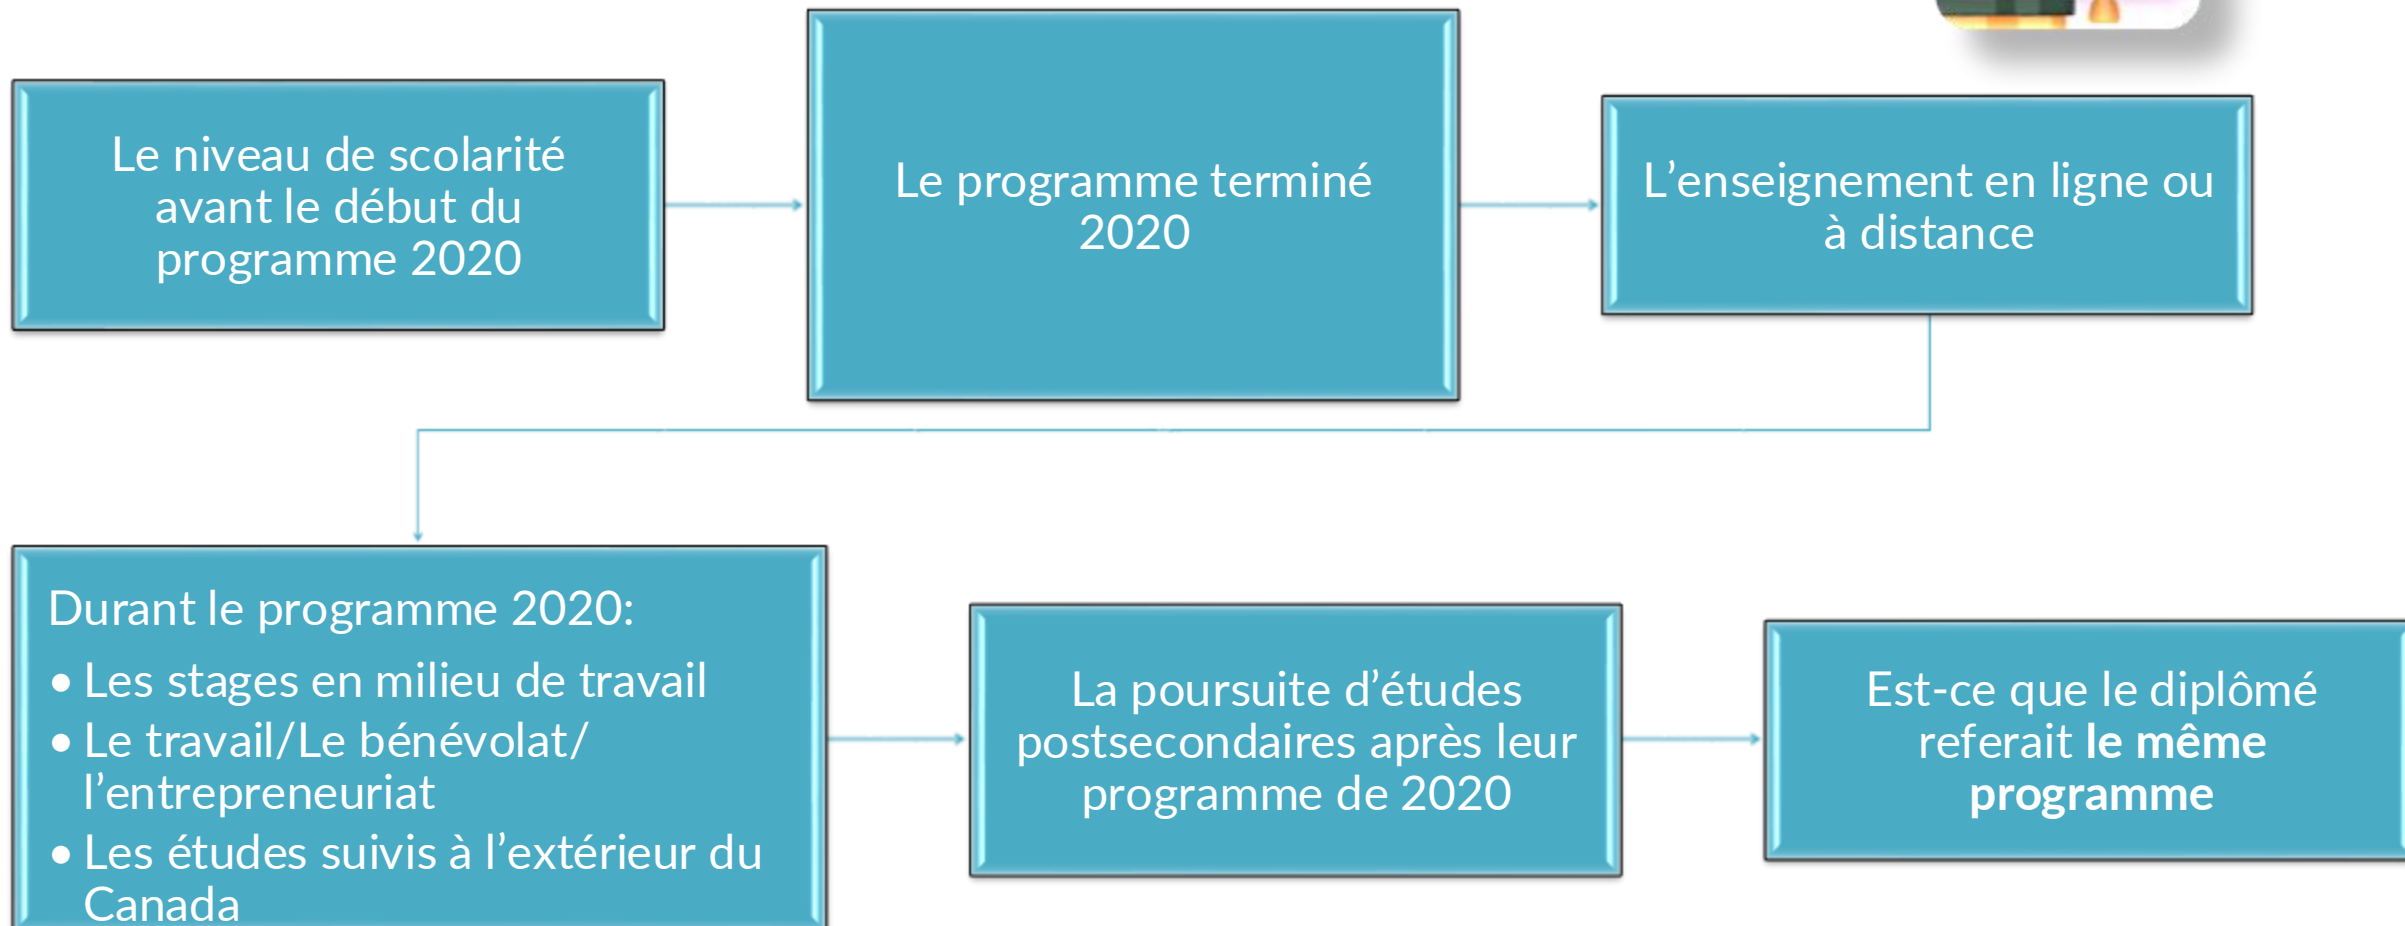 Le niveau de scolarité
avant le début du
programme 2020
Le programme terminé
2020
L’enseignement en ligne ou
à distance
Durant le programme 2020:
• Les stages en milieu de travail
• Le travail/Le bénévolat/
l’entrepreneuriat
• Les études suivis à l’extérieur du
Canada
La poursuite d’études
postsecondaires après leur
programme de 2020
Est-ce que le diplômé
referait le même
programme